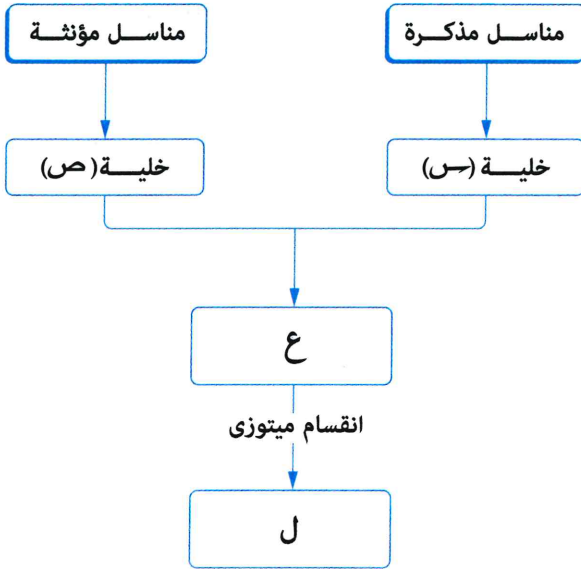 مناسل مذكرة
مناسل مؤنثة
خلية (س)
خلية (ص)
ع
انقسام ميتوزى
ل